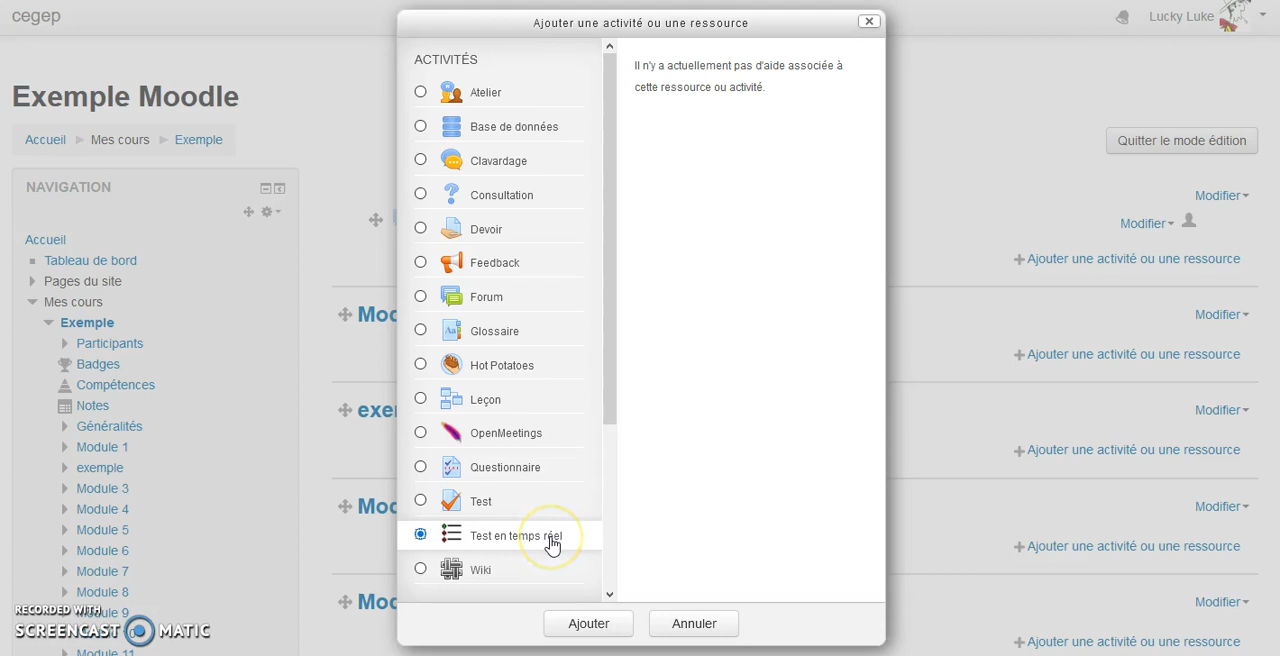 cegep
Lucky Luke
Ajouter une activité ou une ressource
Exemple Moodle
Accueil Mes cours Exemple
Quitter le mode édition
NAVIGATION
Accueil
Tableau de bord
Pages du site
Mes cours
Exemple
Participants
Badges
Compétences
Notes
Généralités
Module 1
exemple
Module 3
Module 4
Module 5
Module 6
Module 7
Module 8
Module 9
Module 11
RECORDED WITH
SCREENCAST MATIC
ACTIVITÉS
Atelier
Base de données
Clavardage
Consultation
Devoir
Feedback
Forum
Glossaire
Hot Potatoes
Leçon
OpenMeetings
Questionnaire
Test
Test en temps réel
Wiki
Il n'y a actuellement pas d'aide associée à
cette ressource ou activité.
Ajouter
Annuler
Modifier
Modifier
Ajouter une activité ou une ressource
Modifier
Ajouter une activité ou une ressource
Modifier
Ajouter une activité ou une ressource
Modifier
Ajouter une activité ou une ressource
Modifier
Ajouter une activité ou une ressource